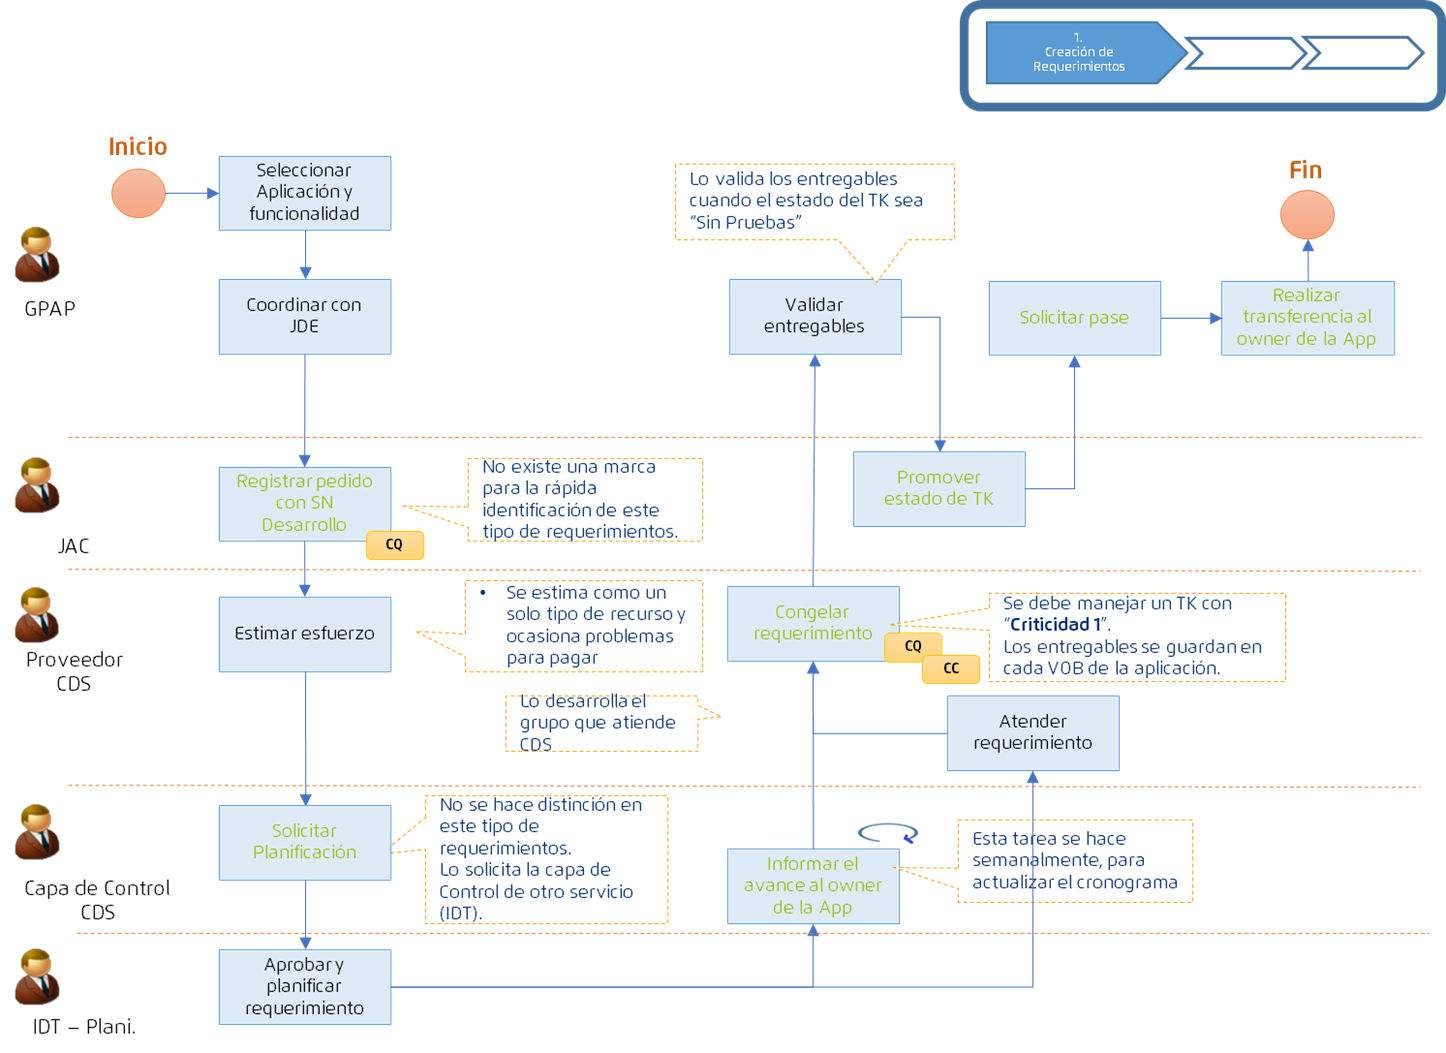 1.
Creación de
Requerimientos
Inicio
Seleccionar
Aplicación y
funcionalidad
GPAP
Coordinar con
JDE
Lo valida los entregables
cuando el estado del TK sea
“Sin Pruebas”
Validar
entregables
Solicitar pase
Fin
Realizar
transferencia al
owner de la App
JAC
Registrar pedido
con SN
Desarrollo
CQ
No existe una marca
para la rápida
identificación de este
tipo de requerimientos.
Promover
estado de TK
Proveedor
CDS
Estimar esfuerzo
• Se estima como un
solo tipo de recurso y
ocasiona problemas
para pagar
Congelar
requerimiento
CQ
CC
Se debe manejar un TK con
“Criticidad 1”.
Los entregables se guardan en
cada VOB de la aplicación.
Lo desarrolla el
grupo que atiende
CDS
Atender
requerimiento
Capa de Control
CDS
Solicitar
Planificación
No se hace distinción en
este tipo de
requerimientos.
Lo solicita la capa de
Control de otro servicio
(IDT).
Informar el
avance al owner
de la App
Esta tarea se hace
semanalmente, para
actualizar el cronograma
IDT – Plani.
Aprobar y
planificar
requerimiento